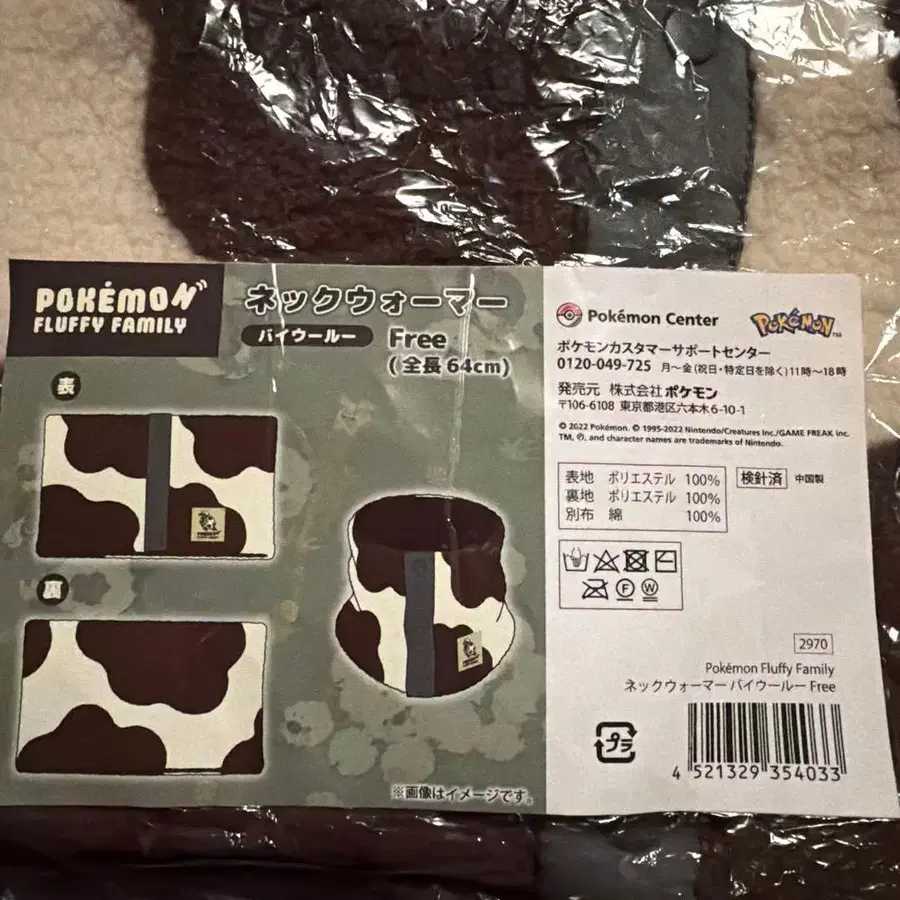 POKÉMON
FLUFFY FAMILY
ネックウォーマー
バイウールー
Free
(全長 64cm)
表
裏
※画像はイメージです。
Pokémon Center
POKÉMON™
ポケモンカスタマーサポートセンター
0120-049-725 月～金(祝日・特定日を除く)11時～18時
発売元 株式会社ポケモン
〒106-6108 東京都港区六本木6-10-1
© 2022 Pokémon. © 1995-2022 Nintendo/Creatures Inc./GAME FREAK inc.
TM, ®, and character names are trademarks of Nintendo.
表地 ポリエステル 100%
裏地 ポリエステル 100%
別布 綿 100%
検針済 中国製
F W
2970
Pokémon Fluffy Family
ネックウォーマー バイウールー Free
プラ
4 521329 354033